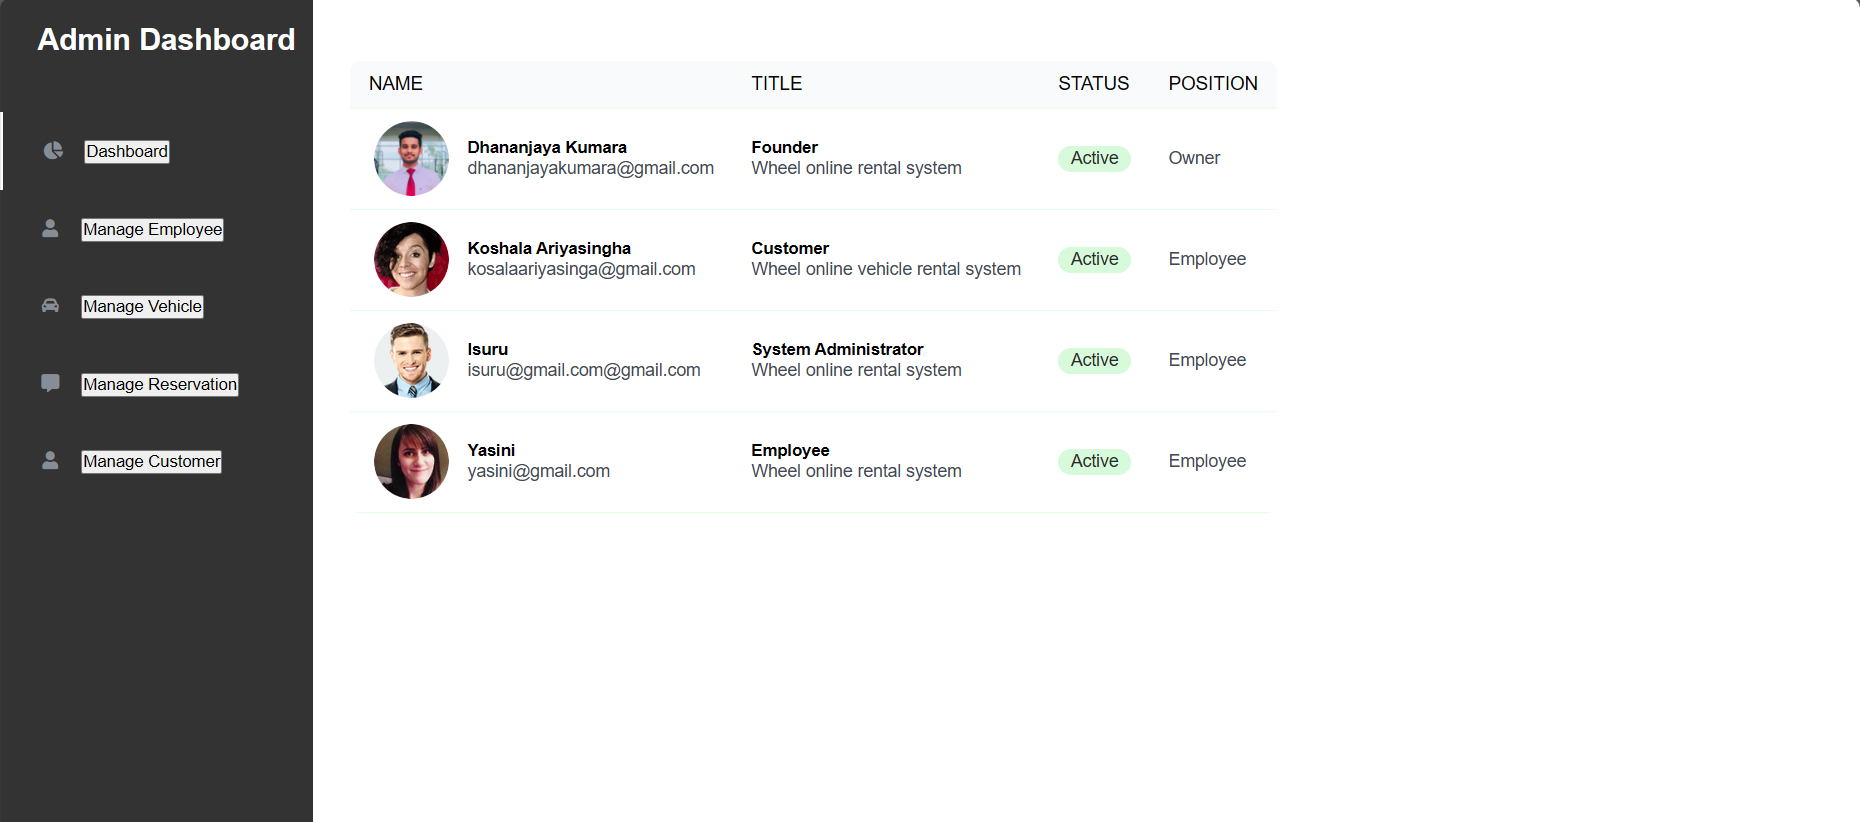 Admin Dashboard
Dashboard
Manage Employee
Manage Vehicle
Manage Reservation
Manage Customer
NAME TITLE STATUS POSITION
Dhananjaya Kumara Founder
dhananjayakumara@gmail.com Wheel online rental system Active Owner
Koshala Ariyasingha Customer
kosalaariyasinga@gmail.com Wheel online vehicle rental system Active Employee
Isuru System Administrator
isuru@gmail.com@gmail.com Wheel online rental system Active Employee
Yasini Employee
yasini@gmail.com Wheel online rental system Active Employee